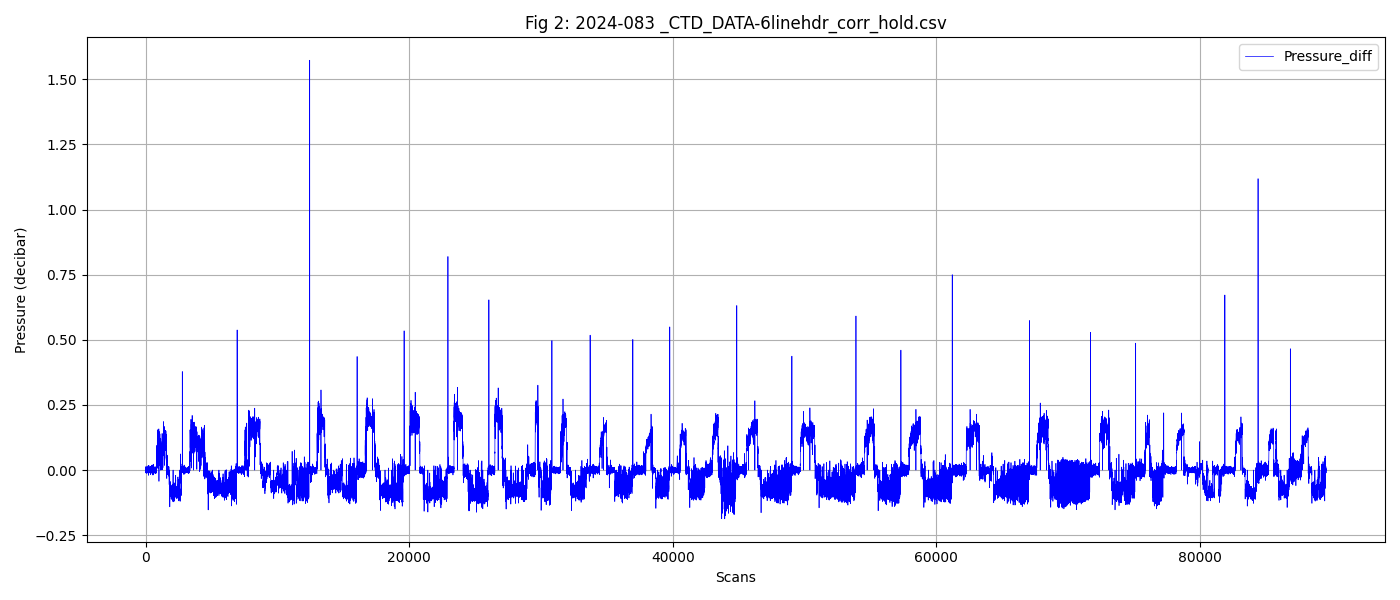 Fig 2: 2024-083 _CTD_DATA-6linehdr_corr_hold.csv
Pressure_diff
Pressure (decibar)
1.50
1.25
1.00
0.75
0.50
0.25
0.00
−0.25
0 20000 40000 60000 80000
Scans